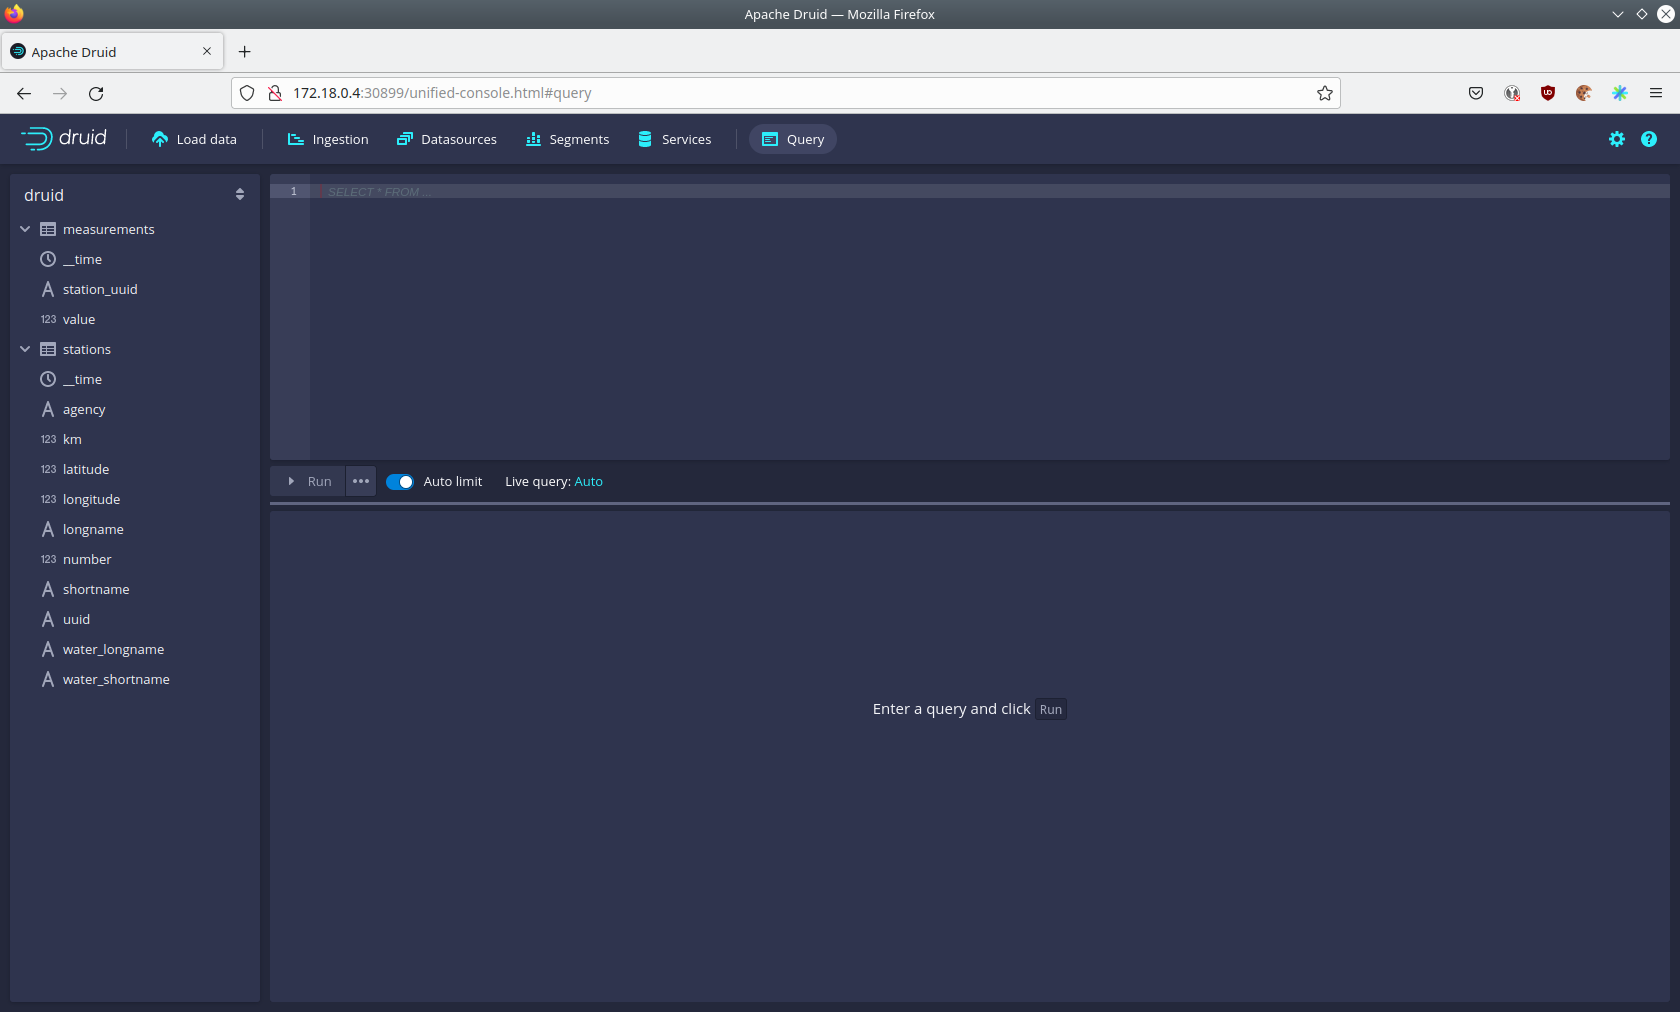 Apache Druid — Mozilla Firefox
Apache Druid
172.18.0.4:30899/unified-console.html#query
druid
Load data
Ingestion
Datasources
Segments
Services
Query
druid
measurements
__time
station_uuid
123 value
stations
__time
agency
123 km
123 latitude
123 longitude
longname
123 number
shortname
uuid
water_longname
water_shortname
1 SELECT * FROM ...
Run
Auto limit
Live query: Auto
Enter a query and click Run